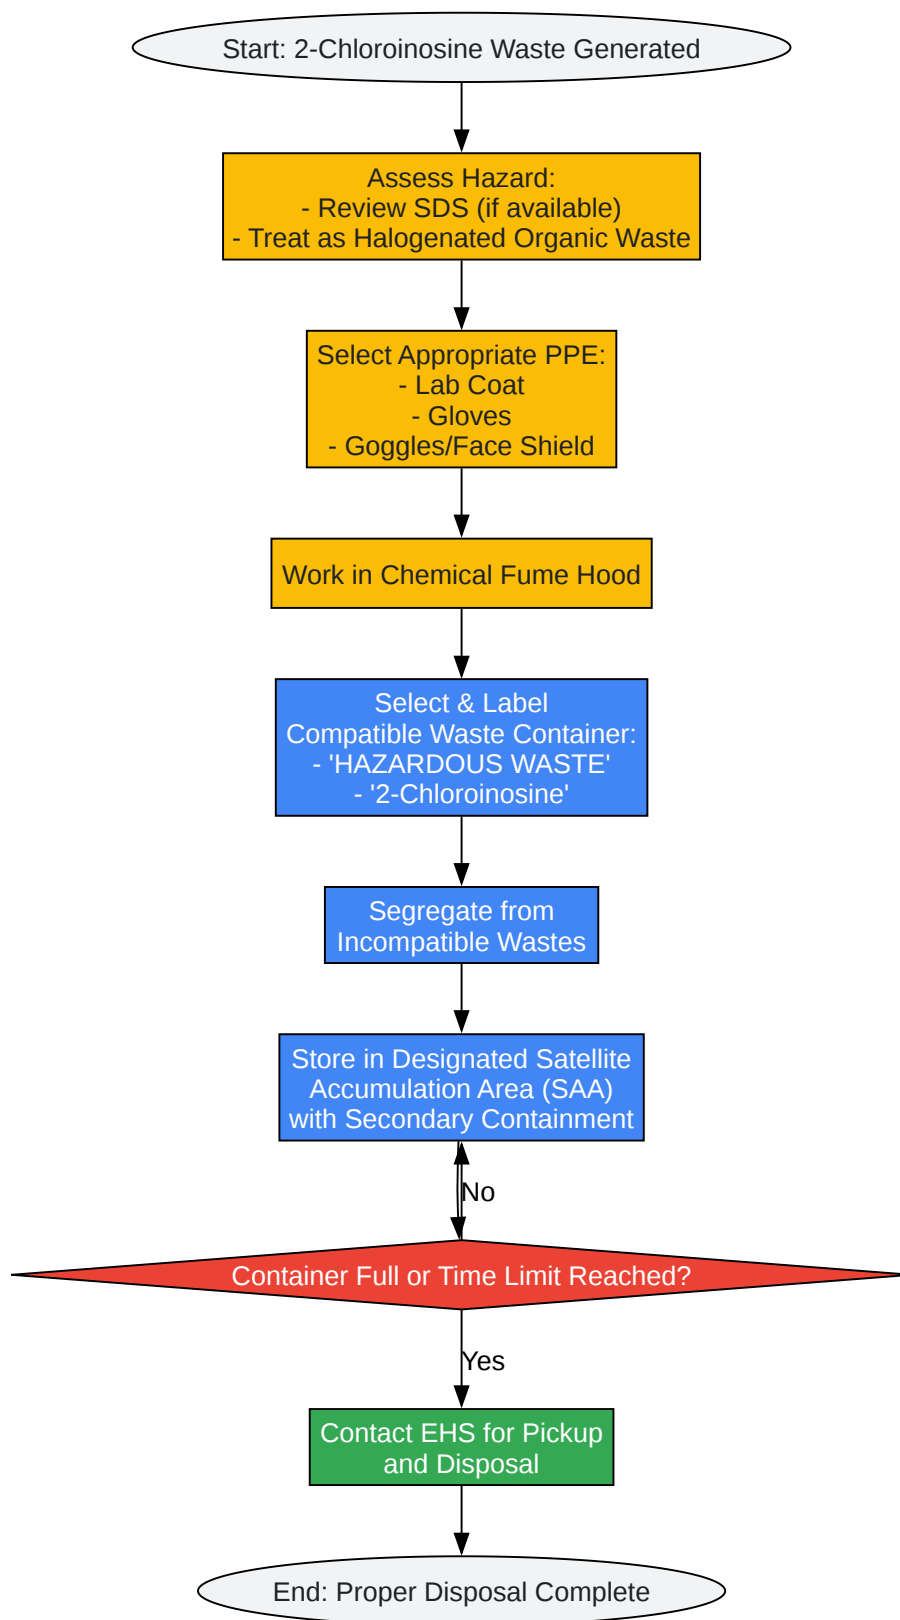 Start: 2-Chloroinosine Waste Generated
Assess Hazard:
- Review SDS (if available)
- Treat as Halogenated Organic Waste
Select Appropriate PPE:
- Lab Coat
- Gloves
- Goggles/Face Shield
Work in Chemical Fume Hood
Select & Label
Compatible Waste Container:
- 'HAZARDOUS WASTE'
- '2-Chloroinosine'
Segregate from
Incompatible Wastes
Store in Designated Satellite
Accumulation Area (SAA)
with Secondary Containment
No
Container Full or Time Limit Reached?
Yes
Contact EHS for Pickup
and Disposal
End: Proper Disposal Complete